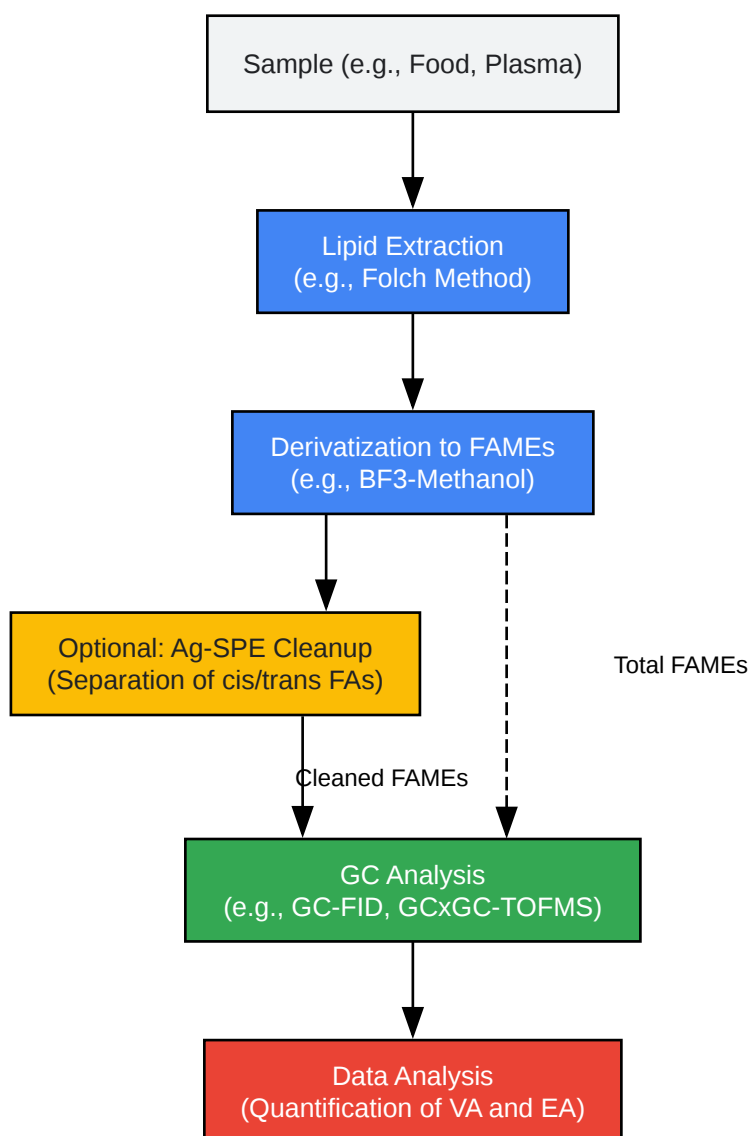 Sample (e.g., Food, Plasma)
Lipid Extraction
(e.g., Folch Method)
Derivatization to FAMEs
(e.g., BF3-Methanol)
Optional: Ag-SPE Cleanup
(Separation of cis/trans FAs)
Total FAMEs
Cleaned FAMEs
GC Analysis
(e.g., GC-FID, GCxGC-TOFMS)
Data Analysis
(Quantification of VA and EA)